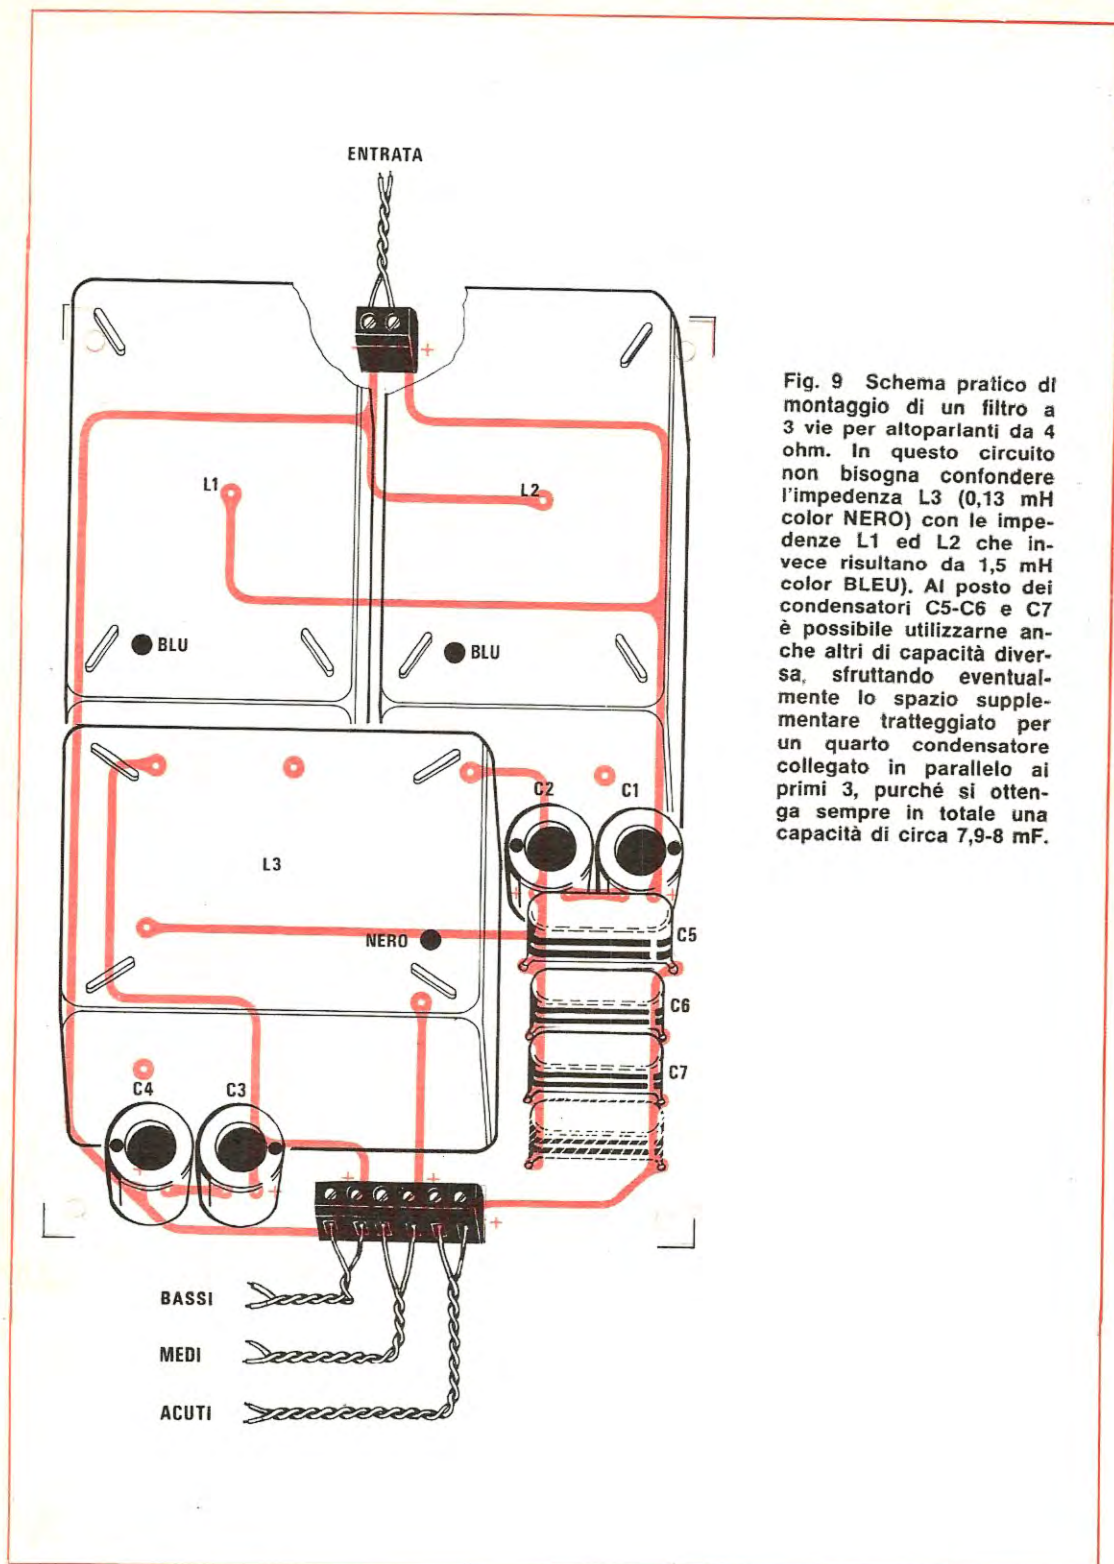 ENTRATA
+
L1
L2
BLU
BLU
Fig. 9 Schema pratico di
montaggio di un filtro a
3 vie per altoparlanti da 4
ohm. In questo circuito
non bisogna confondere
l'impedenza L3 (0,13 mH
color NERO) con le impe-
denze L1 ed L2 che in-
vece risultano da 1,5 mH
color BLEU). Al posto dei
condensatori C5-C6 e C7
è possibile utilizzarne an-
che altri di capacità diver-
sa, sfruttando eventual-
mente lo spazio supple-
mentare tratteggiato per
un quarto condensatore
collegato in parallelo ai
primi 3, purché si otten-
ga sempre in totale una
capacità di circa 7,9-8 mF.
C2
C1
L3
+
+
NERO
C5
C6
C7
C4
C3
+
+
+
+
+
BASSI
MEDI
ACUTI